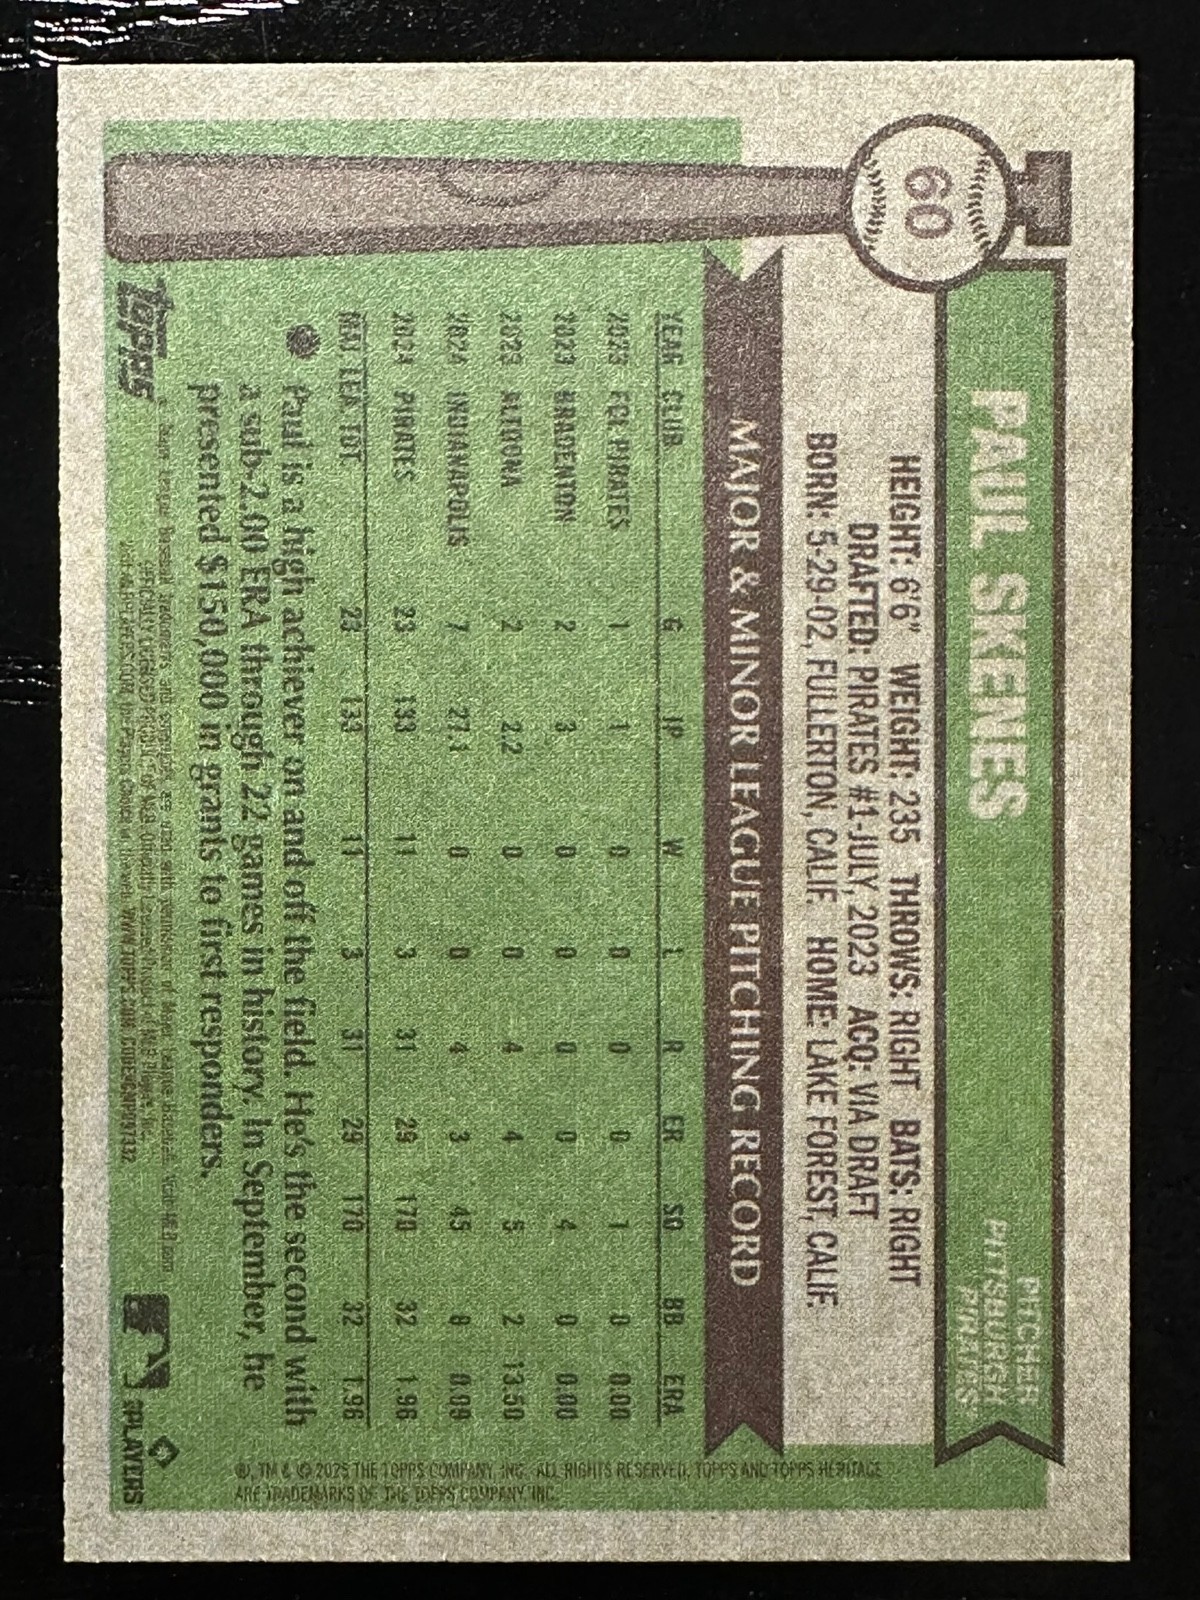 60
PAUL SKENES
PITCHER
PITTSBURGH
PIRATES
HEIGHT: 6'6" WEIGHT: 235 THROWS: RIGHT BATS: RIGHT
DRAFTED: PIRATES #1-JULY, 2023 ACQ: VIA DRAFT
BORN: 5-29-02, FULLERTON, CALIF. HOME: LAKE FOREST, CALIF.
MAJOR & MINOR LEAGUE PITCHING RECORD
YEAR CLUB G IP W L R ER SO BB ERA
2023 FCL PIRATES 1 1 0 0 0 0 1 0 0.00
2023 BRADENTON 2 3 0 0 0 0 4 0 0.00
2023 ALTOONA 2 2.2 0 0 4 4 5 2 13.50
2024 INDIANAPOLIS 7 27.1 0 0 4 3 45 8 0.99
2024 PIRATES 23 133 11 3 31 29 170 32 1.96
MAJ. LEA. TOT. 23 133 11 3 31 29 170 32 1.96
Paul is a high achiever on and off the field. He's the second with
a sub-2.00 ERA through 22 games in history. In September, he
presented $150,000 in grants to first responders.
Topps
PLAYERS
®, TM & © 2025 THE TOPPS COMPANY, INC. ALL RIGHTS RESERVED. TOPPS AND TOPPS HERITAGE
ARE TRADEMARKS OF THE TOPPS COMPANY, INC.